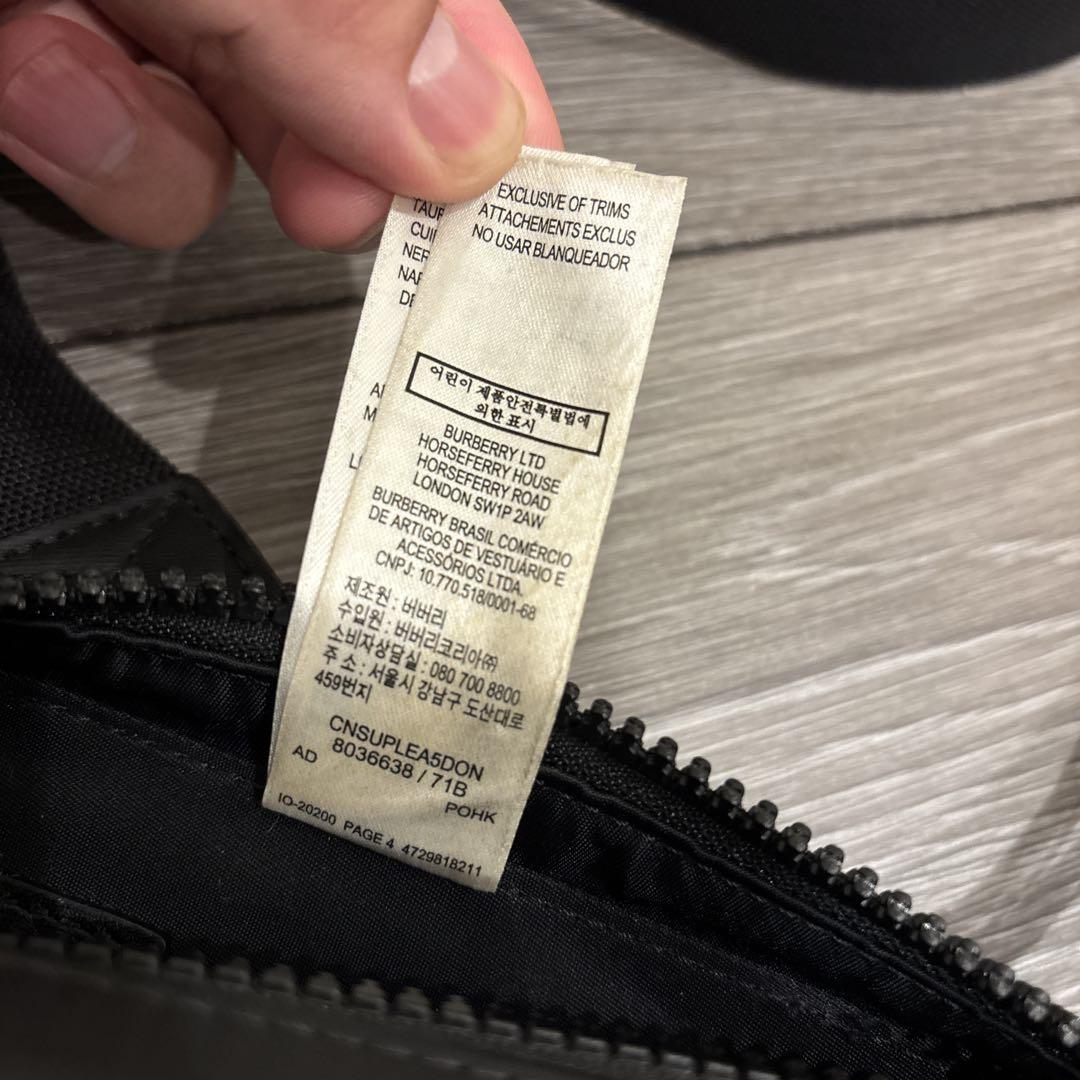 EXCLUSIVE OF TRIMS
ATTACHEMENTS EXCLUS
NO USAR BLANQUEADOR
어린이 제품안전특별법에
의한 표시
BURBERRY LTD
HORSEFERRY HOUSE
HORSEFERRY ROAD
LONDON SW1P 2AW
BURBERRY BRASIL COMÉRCIO
DE ARTIGOS DE VESTUÁRIO E
ACESSÓRIOS LTDA.
CNPJ: 10.770.518/0001-68
제조원 : 버버리
수입원 : 버버리코리아㈜
소비자상담실 : 080 700 8800
주 소 : 서울시 강남구 도산대로
459번지
CNSUPLEA5DON
8036638 / 71B
AD
POHK
IO-20200 PAGE 4 4729818211